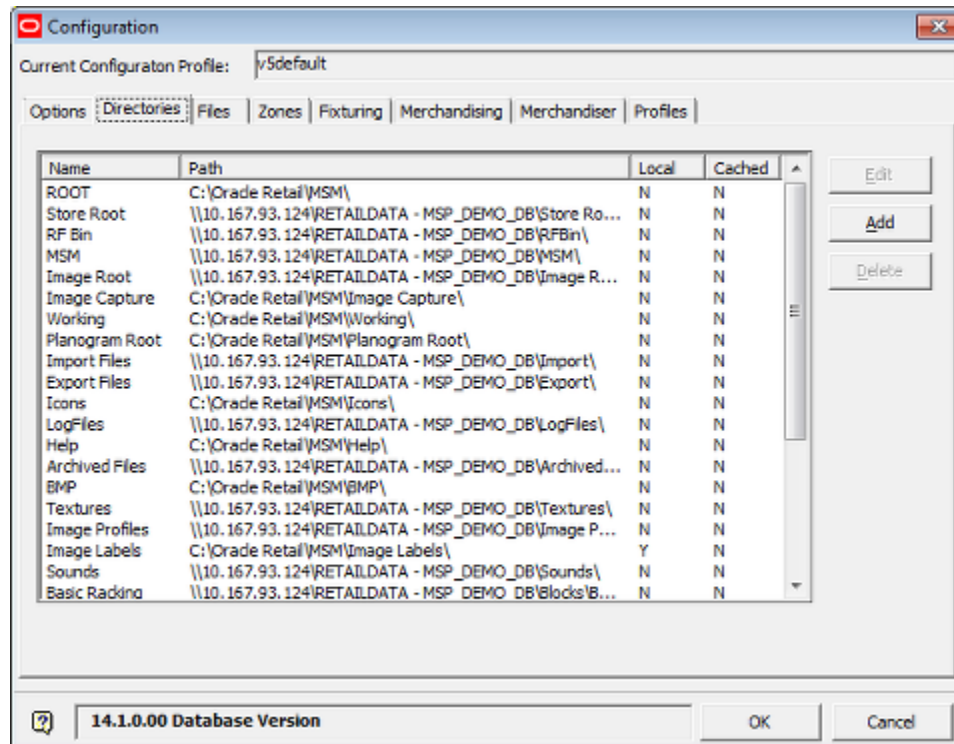 Configuration
Current Configuraton Profile: v5default
Options Directories Files Zones Fixturing Merchandising Merchandiser Profiles
Name Path Local Cached
ROOT C:\Oracle Retail\MSM\ N N
Store Root \\10.167.93.124\RETAILDATA - MSP_DEMO_DB\Store Ro... N N
RF Bin \\10.167.93.124\RETAILDATA - MSP_DEMO_DB\RFBin\ N N
MSM \\10.167.93.124\RETAILDATA - MSP_DEMO_DB\MSM\ N N
Image Root \\10.167.93.124\RETAILDATA - MSP_DEMO_DB\Image R... N N
Image Capture C:\Oracle Retail\MSM\Image Capture\ N N
Working C:\Oracle Retail\MSM\Working\ N N
Planogram Root C:\Oracle Retail\MSM\Planogram Root\ N N
Import Files \\10.167.93.124\RETAILDATA - MSP_DEMO_DB\Import\ N N
Export Files \\10.167.93.124\RETAILDATA - MSP_DEMO_DB\Export\ N N
Icons C:\Oracle Retail\MSM\Icons\ N N
LogFiles \\10.167.93.124\RETAILDATA - MSP_DEMO_DB\LogFiles\ N N
Help C:\Oracle Retail\MSM\Help\ N N
Archived Files \\10.167.93.124\RETAILDATA - MSP_DEMO_DB\Archived... N N
BMP C:\Oracle Retail\MSM\BMP\ N N
Textures \\10.167.93.124\RETAILDATA - MSP_DEMO_DB\Textures\ N N
Image Profiles \\10.167.93.124\RETAILDATA - MSP_DEMO_DB\Image P... N N
Image Labels C:\Oracle Retail\MSM\Image Labels\ Y N
Sounds \\10.167.93.124\RETAILDATA - MSP_DEMO_DB\Sounds\ N N
Basic Racking \\10.167.93.124\RETAILDATA - MSP_DEMO_DB\Blocks\B... N N
Edit
Add
Delete
14.1.0.00 Database Version
OK
Cancel